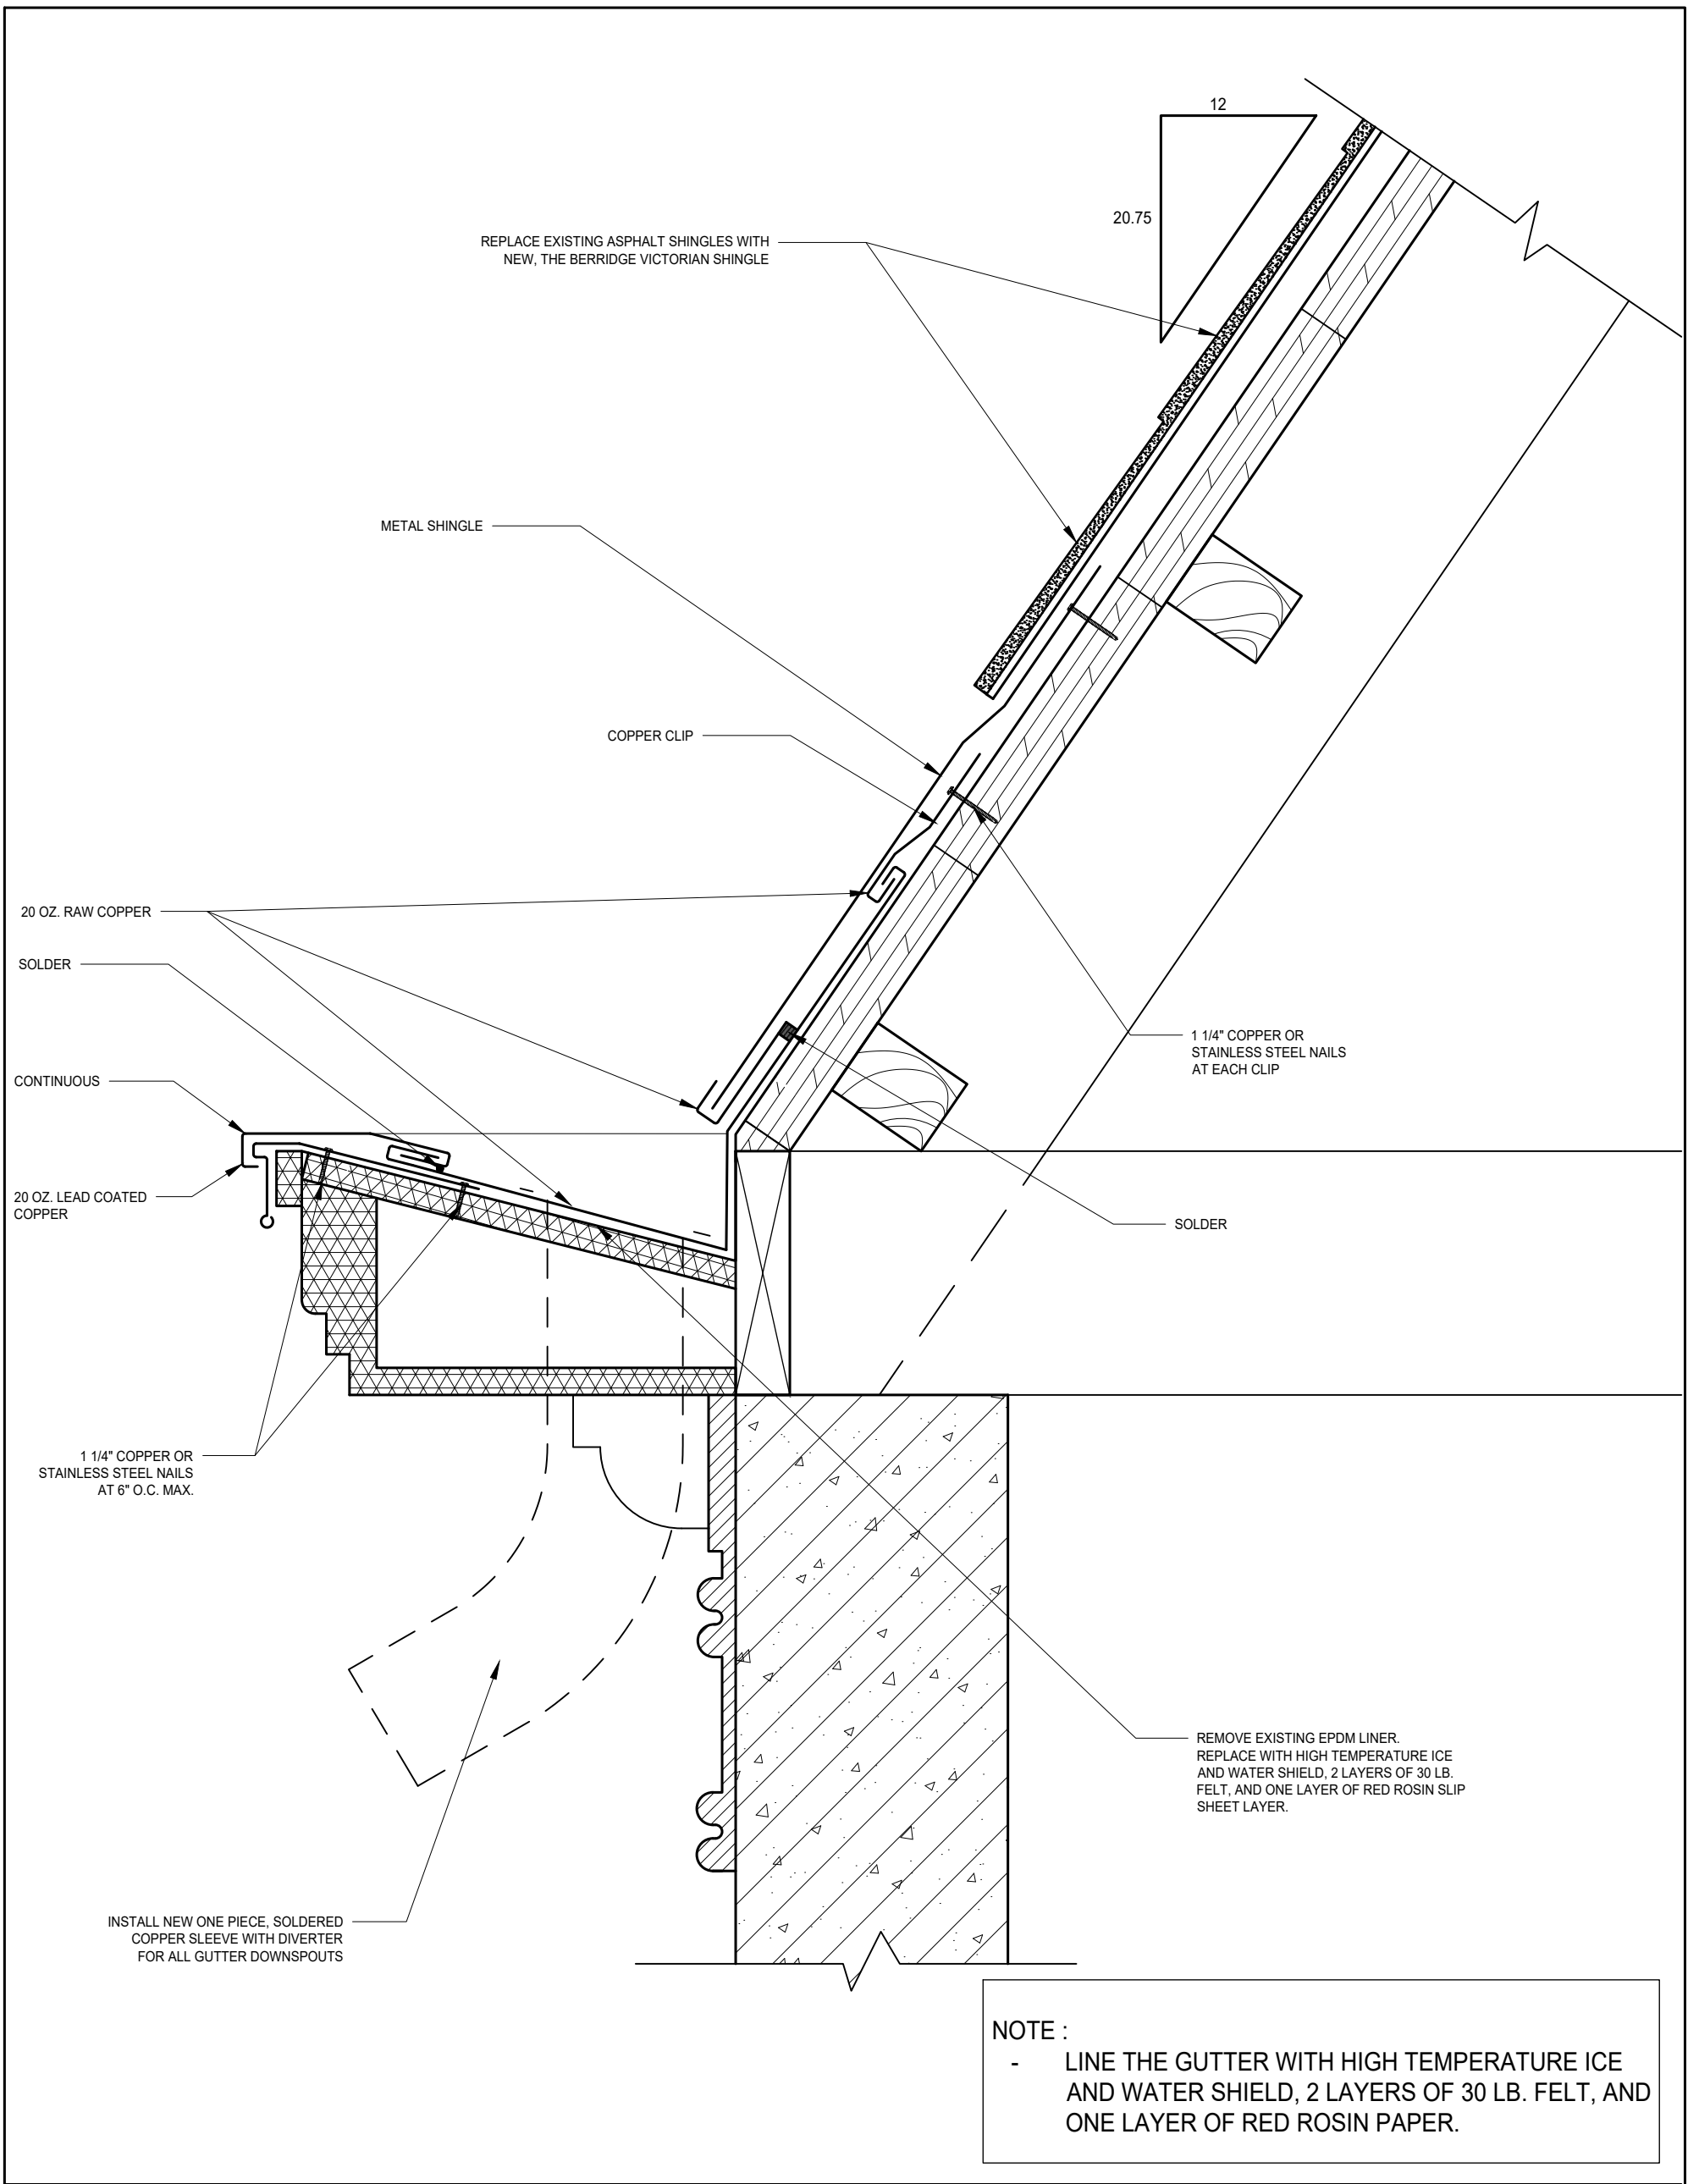 12
20.75
REPLACE EXISTING ASPHALT SHINGLES WITH
NEW, THE BERRIDGE VICTORIAN SHINGLE
METAL SHINGLE
COPPER CLIP
20 OZ. RAW COPPER
SOLDER
1 1/4" COPPER OR
STAINLESS STEEL NAILS
AT EACH CLIP
CONTINUOUS
20 OZ. LEAD COATED
COPPER
SOLDER
1 1/4" COPPER OR
STAINLESS STEEL NAILS
AT 6" O.C. MAX.
REMOVE EXISTING EPDM LINER.
REPLACE WITH HIGH TEMPERATURE ICE
AND WATER SHIELD, 2 LAYERS OF 30 LB.
FELT, AND ONE LAYER OF RED ROSIN SLIP
SHEET LAYER.
INSTALL NEW ONE PIECE, SOLDERED
COPPER SLEEVE WITH DIVERTER
FOR ALL GUTTER DOWNSPOUTS
NOTE :
- LINE THE GUTTER WITH HIGH TEMPERATURE ICE
AND WATER SHIELD, 2 LAYERS OF 30 LB. FELT, AND
ONE LAYER OF RED ROSIN PAPER.